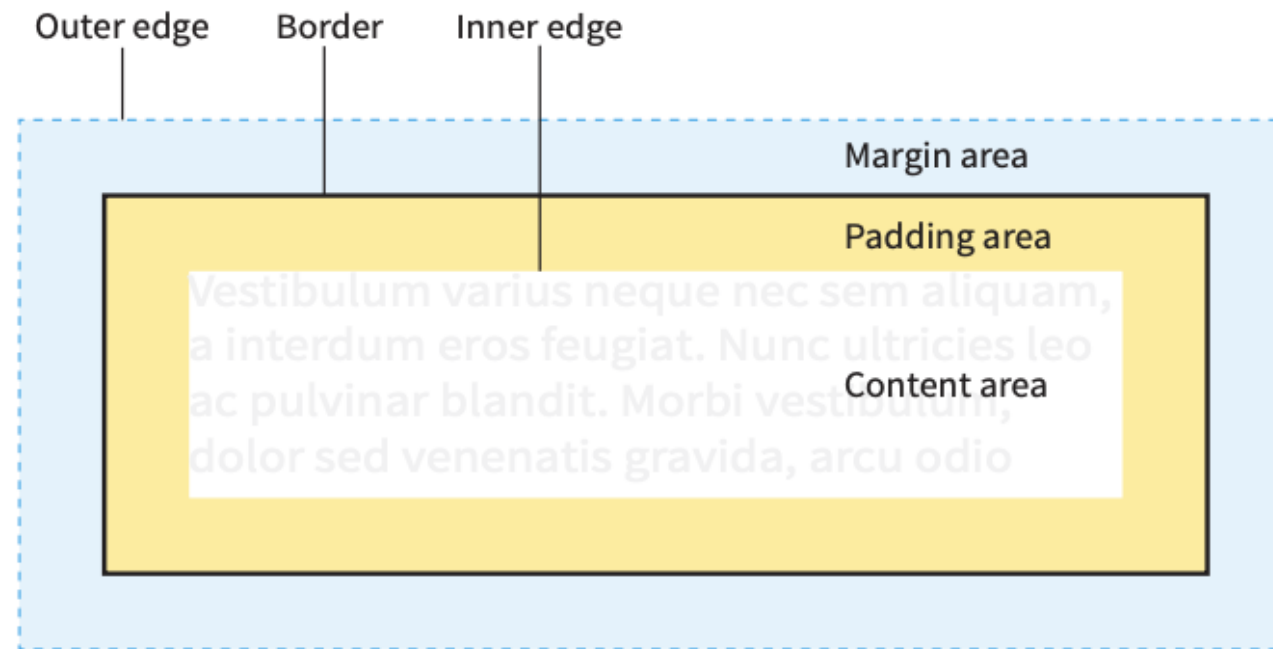 Outer edge Border Inner edge
Margin area
Padding area
Vestibulum varius neque nec sem aliquam,
a interdum eros feugiat. Nunc ultricies leo
Content area
ac pulvinar blandit. Morbi vestibulum,
dolor sed venenatis gravida, arcu odio